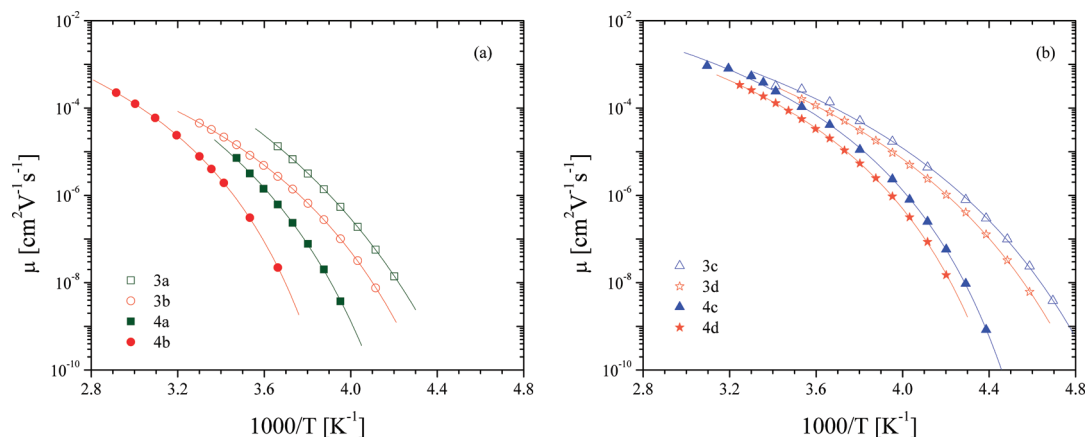 (a)
μ [cm²V⁻¹s⁻¹]
10⁻²
10⁻⁴
10⁻⁶
10⁻⁸
10⁻¹⁰
3a
3b
4a
4b
2.8 3.2 3.6 4.0 4.4 4.8
1000/T [K⁻¹]
(b)
μ [cm²V⁻¹s⁻¹]
10⁻²
10⁻⁴
10⁻⁶
10⁻⁸
10⁻¹⁰
3c
3d
4c
4d
2.8 3.2 3.6 4.0 4.4 4.8
1000/T [K⁻¹]